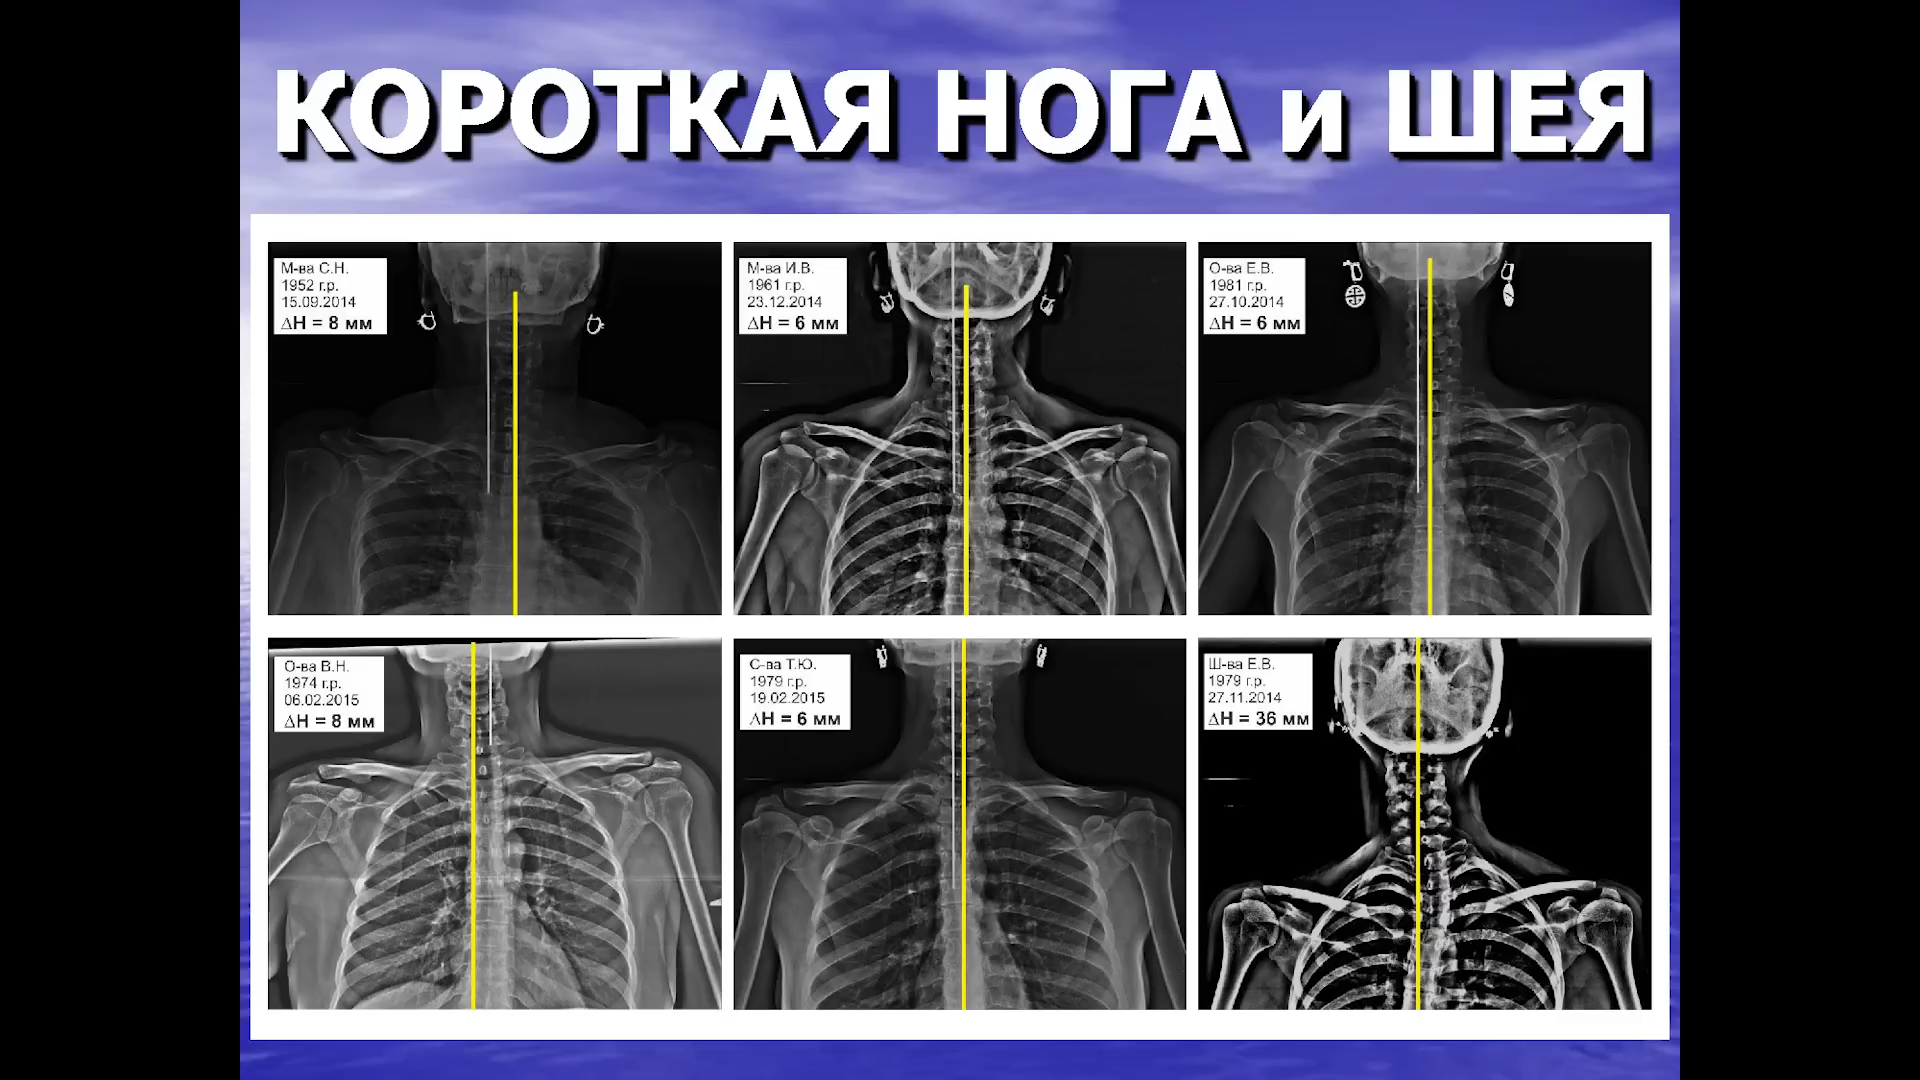 КОРОТКАЯ НОГА и ШЕЯ
М-ва С.Н.
1952 г.р.
15.09.2014
ΔН = 8 мм
М-ва И.В.
1961 г.р.
23.12.2014
ΔН = 6 мм
О-ва Е.В.
1981 г.р.
27.10.2014
ΔН = 6 мм
О-ва В.Н.
1974 г.р.
06.02.2015
ΔН = 8 мм
С-ва Т.Ю.
1979 г.р.
19.02.2015
ΔН = 6 мм
Ш-ва Е.В.
1979 г.р.
27.11.2014
ΔН = 36 мм